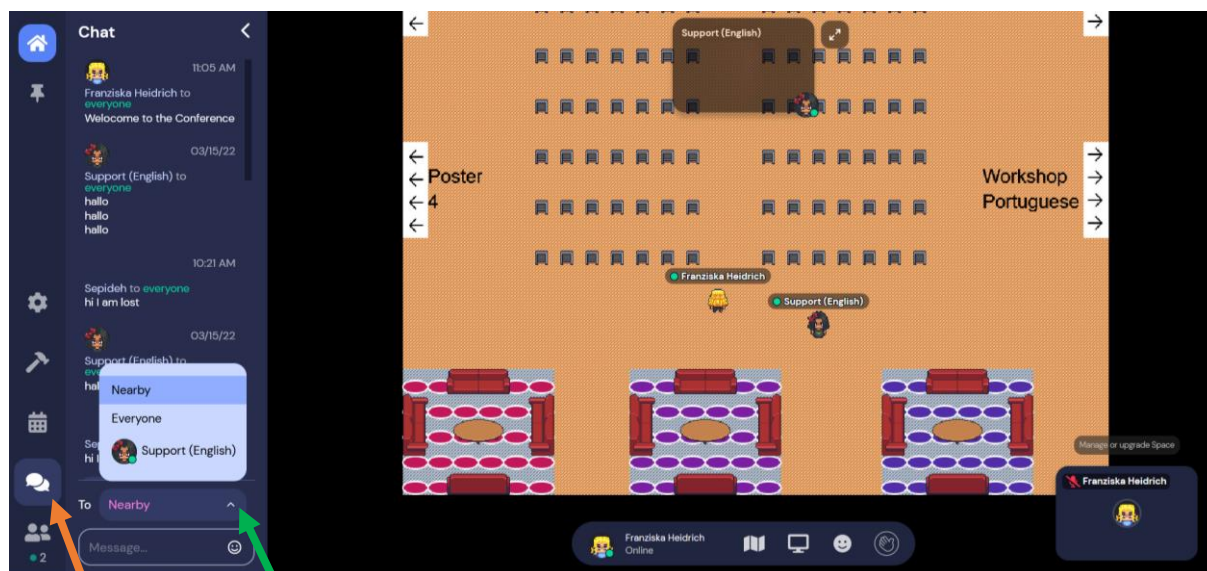 Chat
11:05 AM
Franziska Heidrich to
everyone
Welocome to the Conference
03/15/22
Support (English) to
everyone
hallo
hallo
hallo
10:21 AM
Sepideh to everyone
hi I am lost
03/15/22
Support (English) to
Nearby
Everyone
Support (English)
To Nearby
Message...
2
Support (English)
Poster
4
Workshop
Portuguese
Franziska Heidrich
Support (English)
Manage or upgrade Space
Franziska Heidrich
Franziska Heidrich
Online